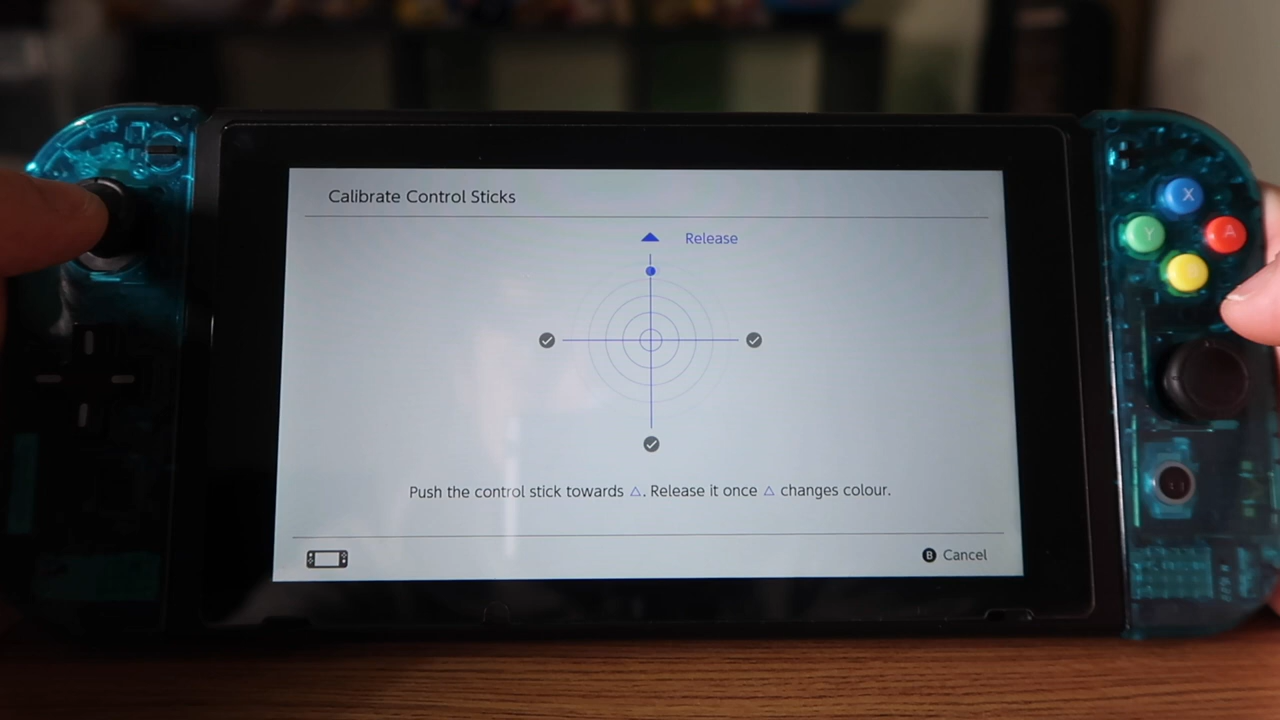 Calibrate Control Sticks
Release
Push the control stick towards △. Release it once △ changes colour.
B Cancel
X
Y
A